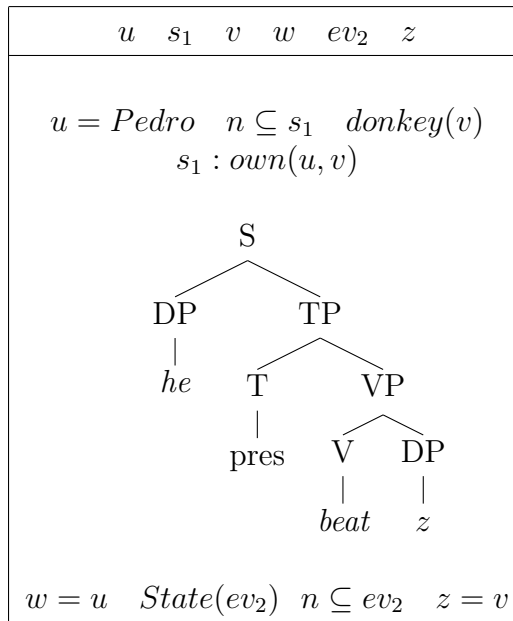 u s₁ v w ev₂ z
u = Pedro n ⊆ s₁ donkey(v)
s₁ : own(u, v)
S
DP TP
he T VP
pres V DP
beat z
w = u State(ev₂) n ⊆ ev₂ z = v